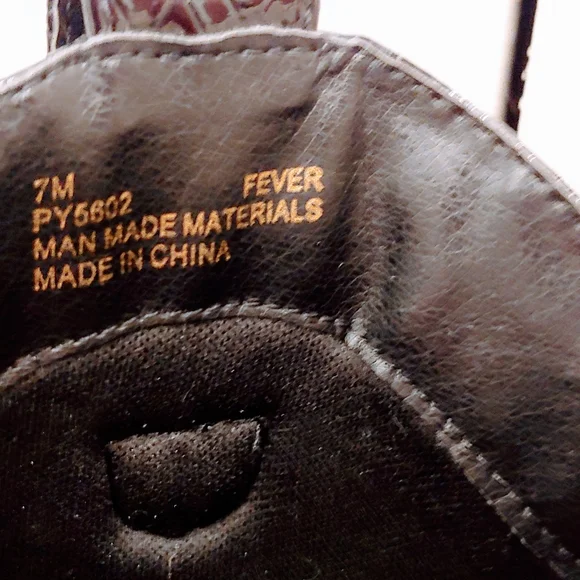 7M FEVER
PY5602
MAN MADE MATERIALS
MADE IN CHINA